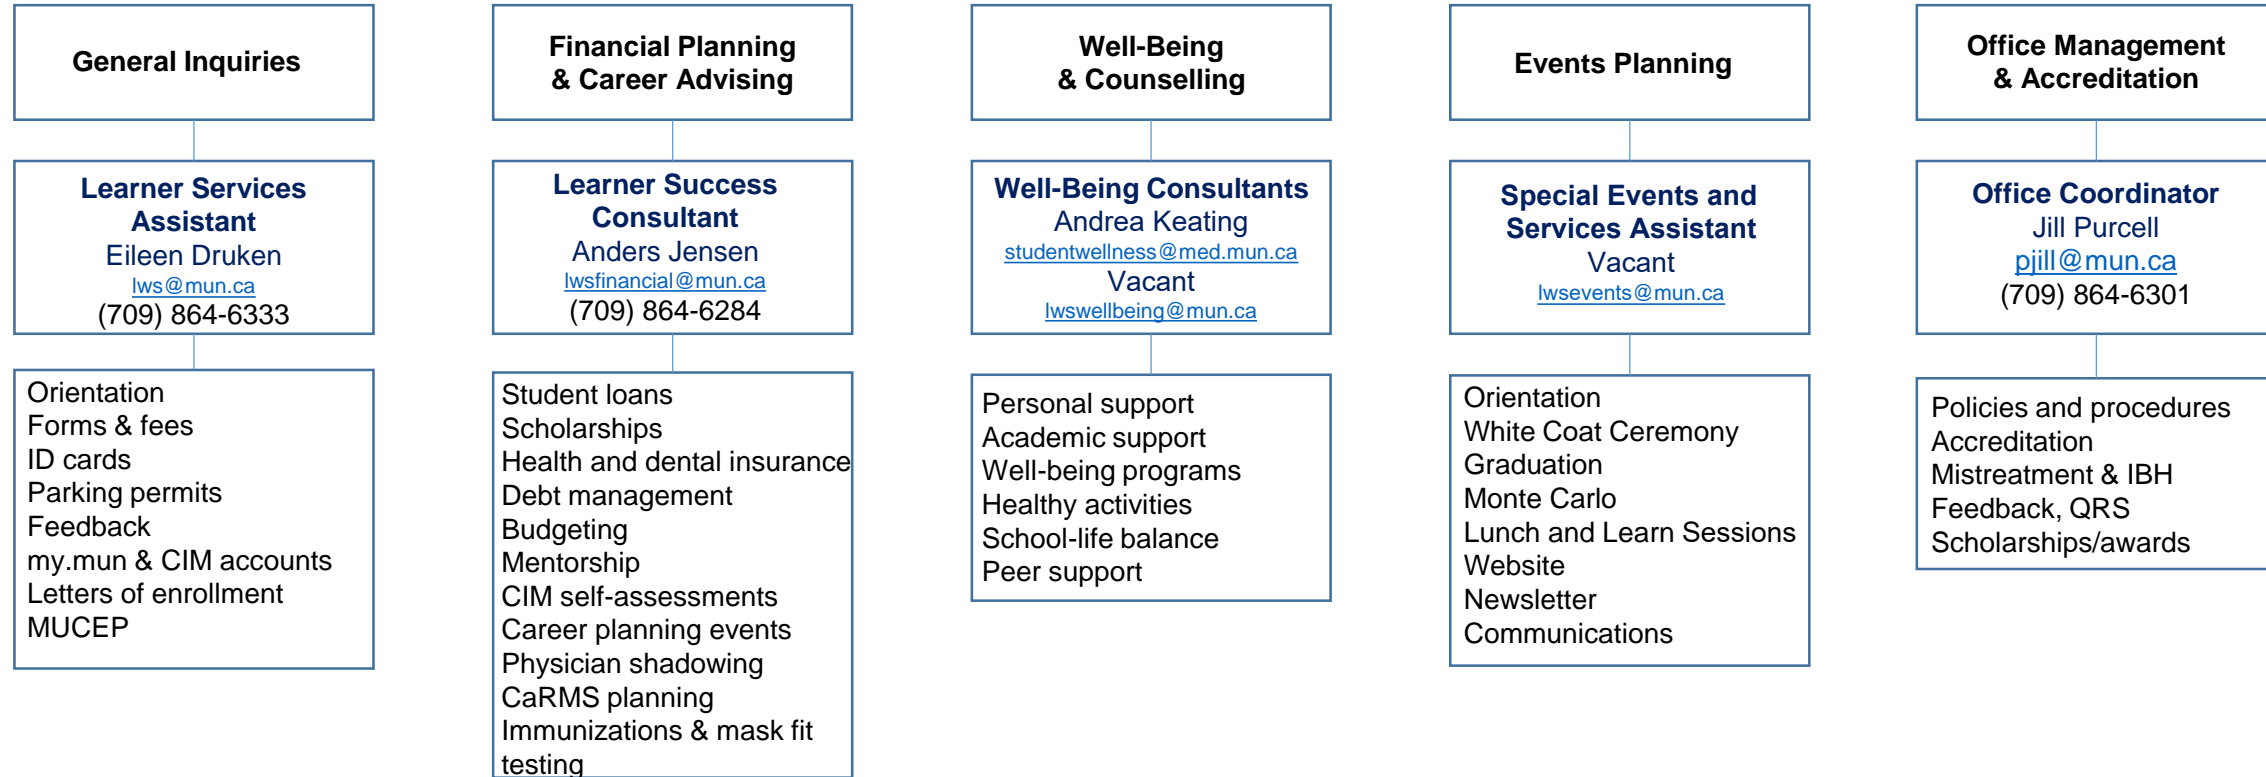 General Inquiries
Learner Services
Assistant
Eileen Druken
lws@mun.ca
(709) 864-6333
Orientation
Forms & fees
ID cards
Parking permits
Feedback
my.mun & CIM accounts
Letters of enrollment
MUCEP
Financial Planning
& Career Advising
Learner Success
Consultant
Anders Jensen
lwsfinancial@mun.ca
(709) 864-6284
Student loans
Scholarships
Health and dental insurance
Debt management
Budgeting
Mentorship
CIM self-assessments
Career planning events
Physician shadowing
CaRMS planning
Immunizations & mask fit
testing
Well-Being
& Counselling
Well-Being Consultants
Andrea Keating
studentwellness@med.mun.ca
Vacant
lwswellbeing@mun.ca
Personal support
Academic support
Well-being programs
Healthy activities
School-life balance
Peer support
Events Planning
Special Events and
Services Assistant
Vacant
lwsevents@mun.ca
Orientation
White Coat Ceremony
Graduation
Monte Carlo
Lunch and Learn Sessions
Website
Newsletter
Communications
Office Management
& Accreditation
Office Coordinator
Jill Purcell
pjill@mun.ca
(709) 864-6301
Policies and procedures
Accreditation
Mistreatment & IBH
Feedback, QRS
Scholarships/awards